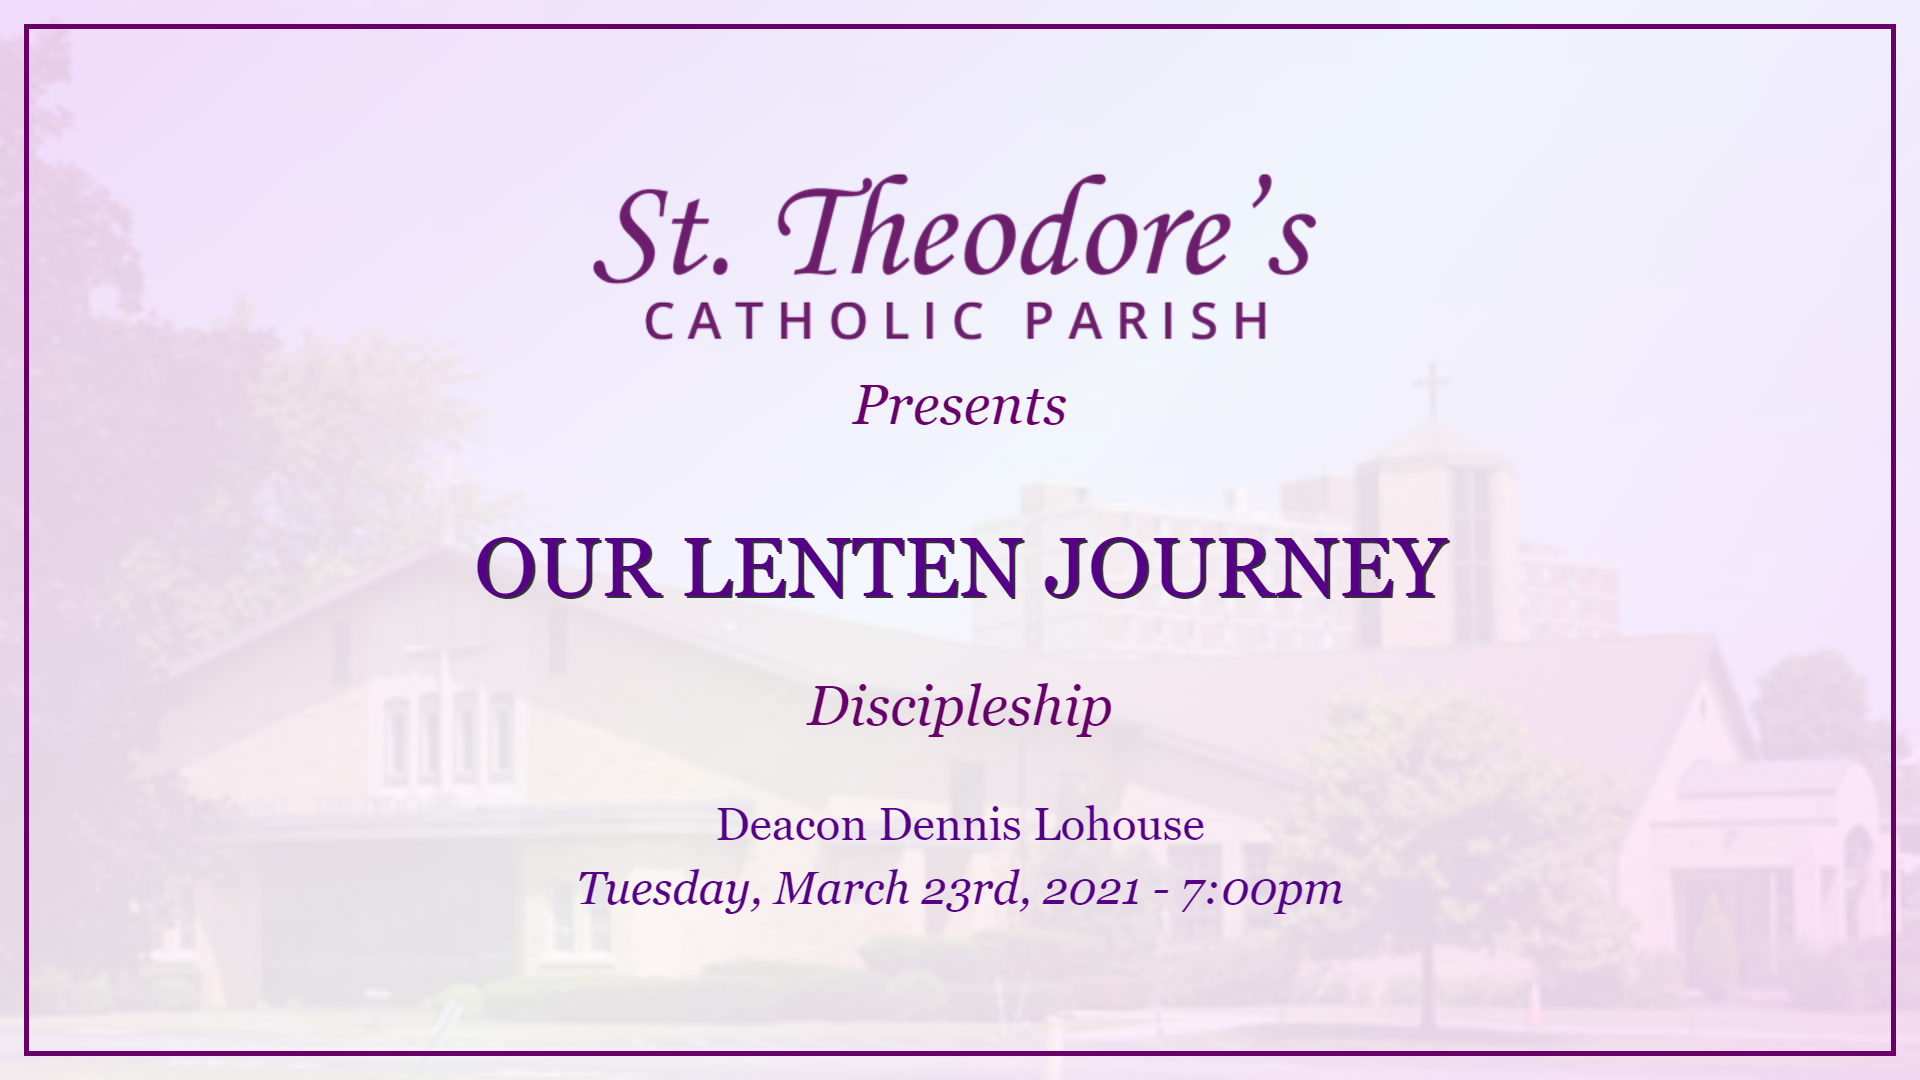 St. Theodore’s
CATHOLIC PARISH
Presents
OUR LENTEN JOURNEY
Discipleship
Deacon Dennis Lohouse
Tuesday, March 23rd, 2021 - 7:00pm